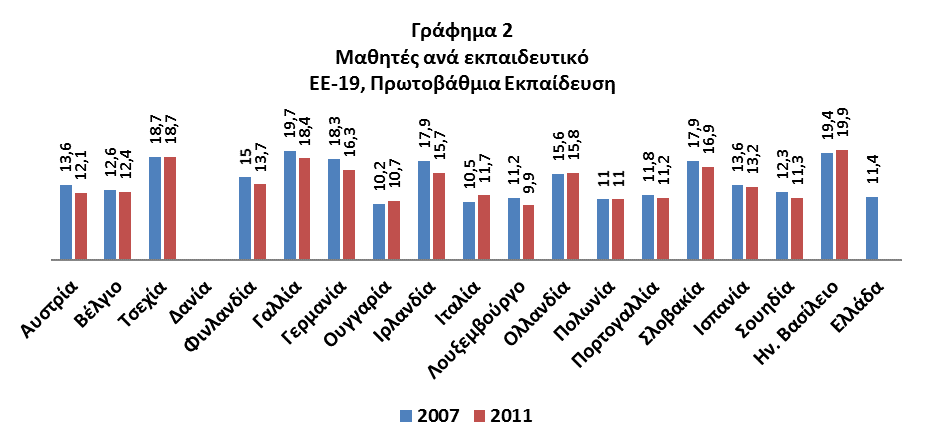 Γράφημα 2
Μαθητές ανά εκπαιδευτικό
ΕΕ-19, Πρωτοβάθμια Εκπαίδευση
13,6 12,1 12,6 12,4 18,7 18,7 15 13,7 19,7 18,4 18,3 16,3 10,2 10,7 17,9 15,7 10,5 11,7 11,2 9,9 15,6 15,8 11 11 11,8 11,2 17,9 16,9 13,6 13,2 12,3 11,3 19,4 19,9 11,4
Αυστρία Βέλγιο Τσεχία Δανία Φινλανδία Γαλλία Γερμανία Ουγγαρία Ιρλανδία Ιταλία Λουξεμβούργο Ολλανδία Πολωνία Πορτογαλλία Σλοβακία Ισπανία Σουηδία Ην. Βασίλειο Ελλάδα
2007 2011